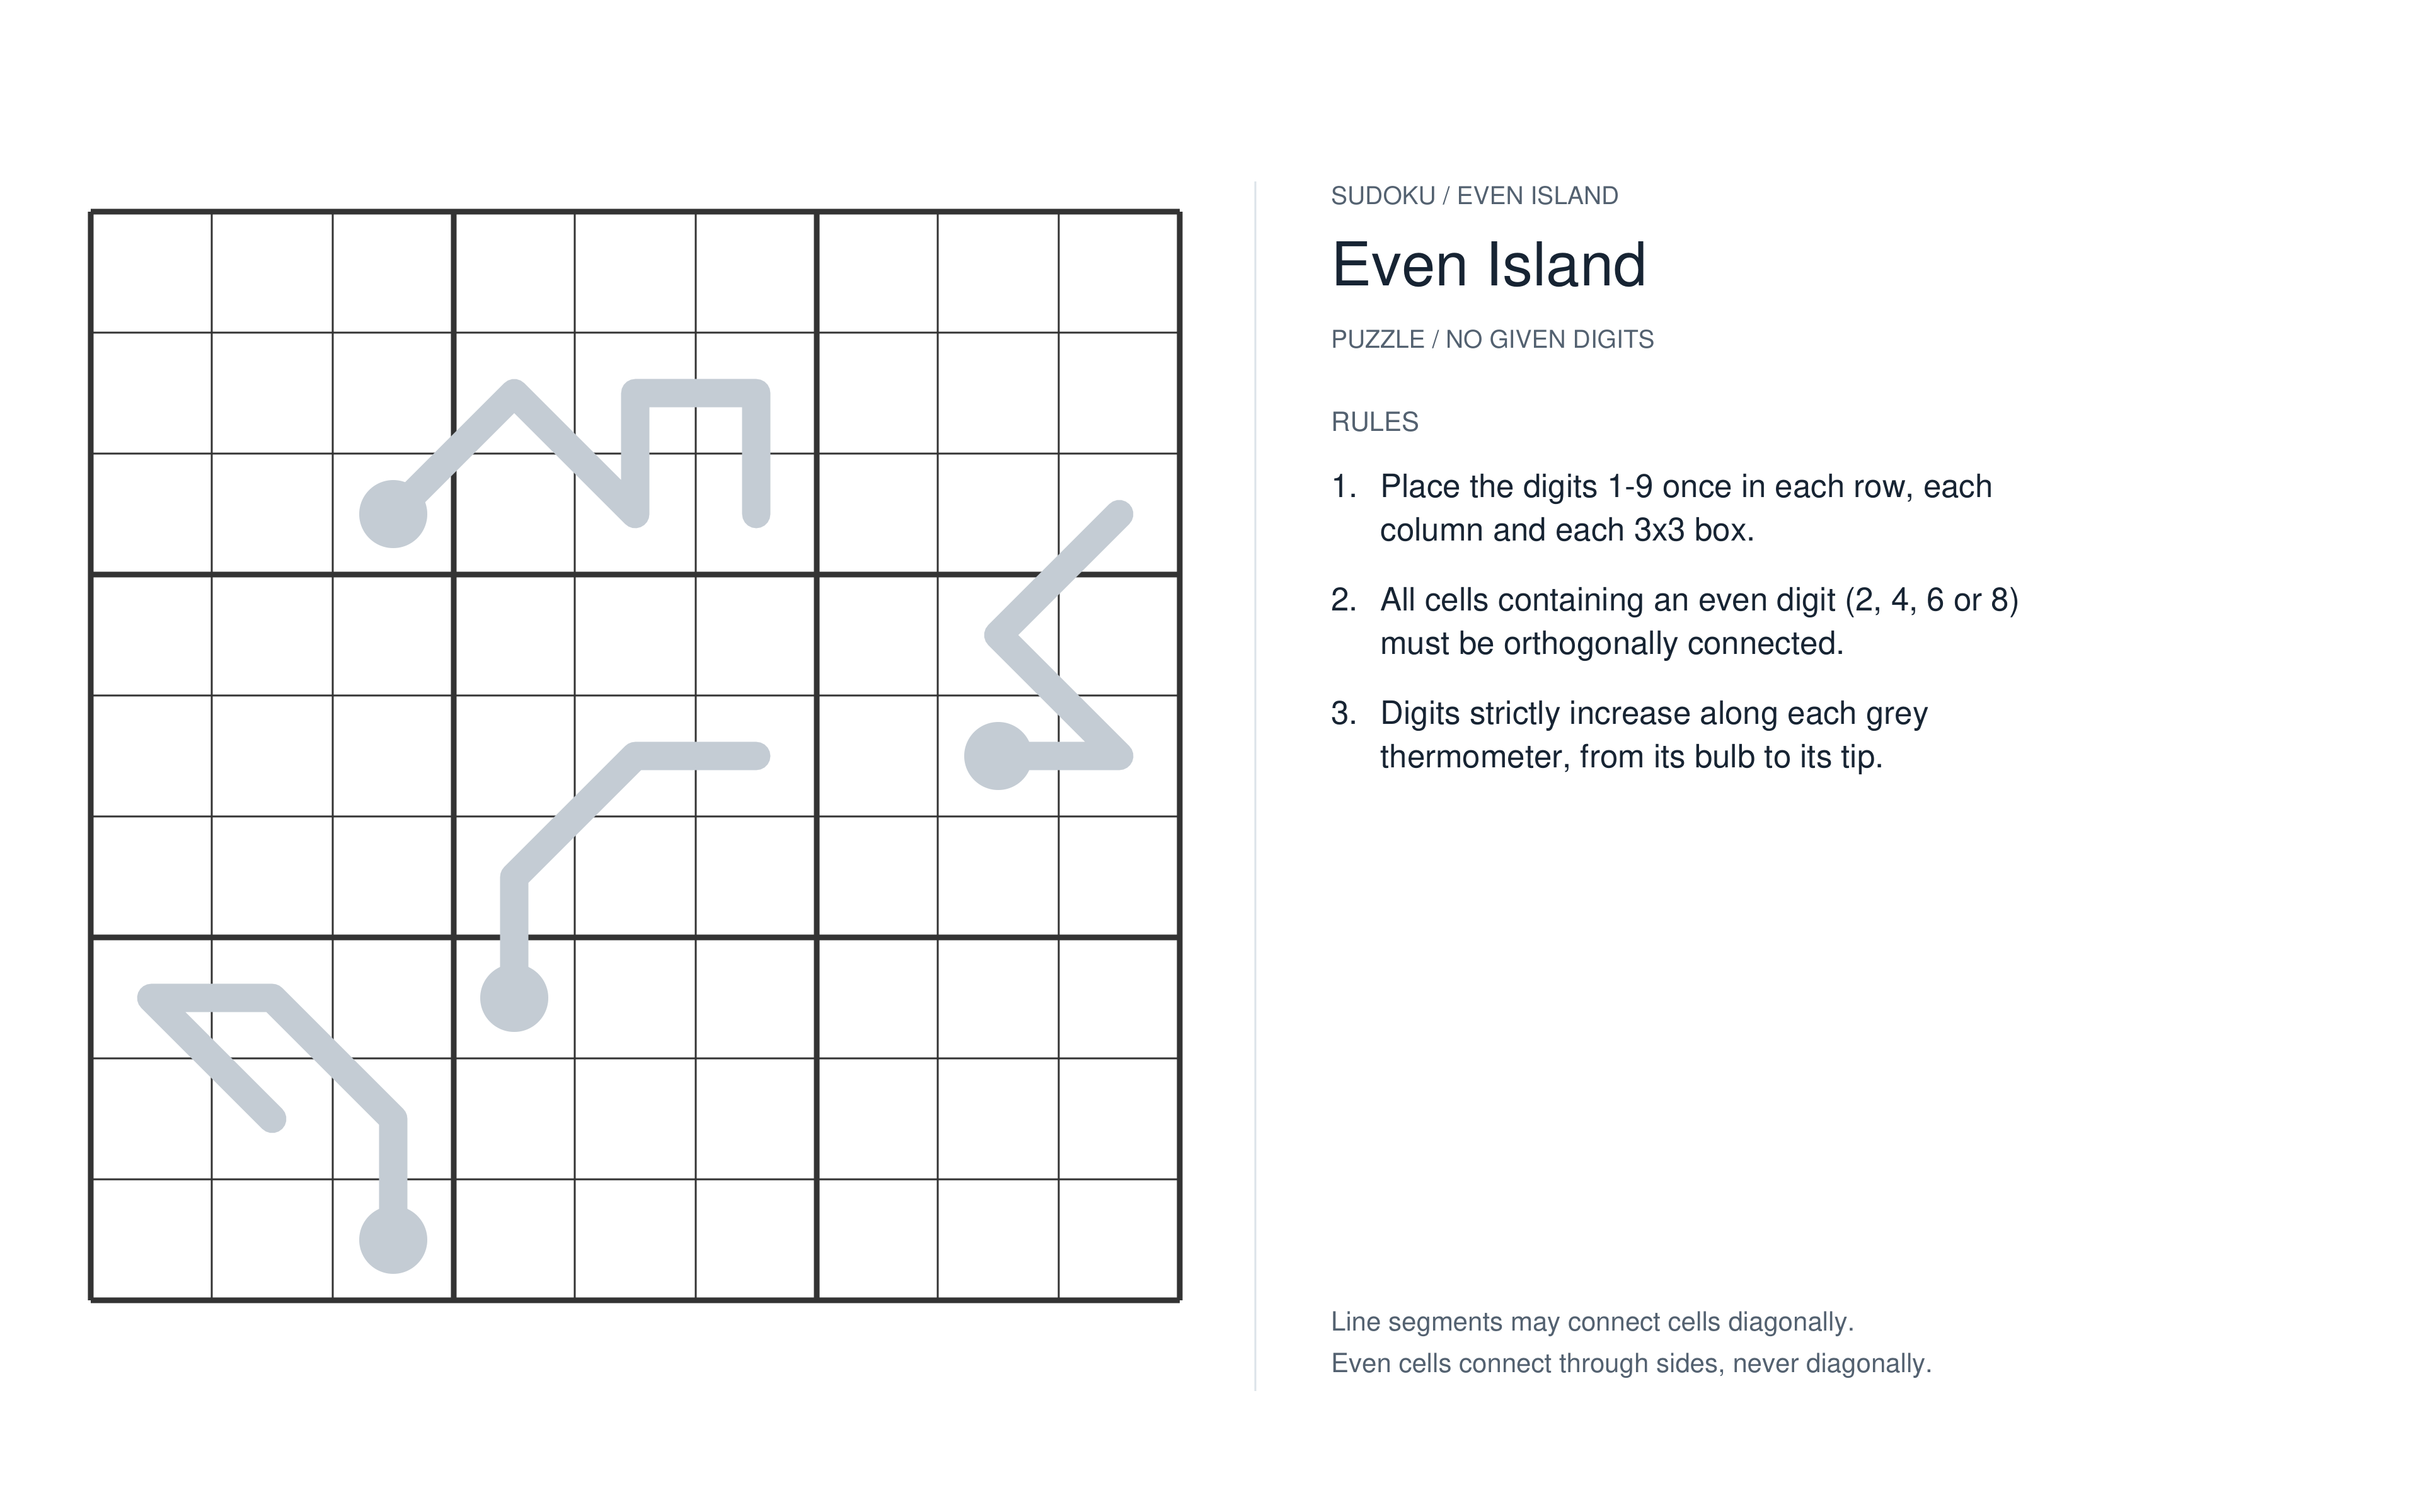 SUDOKU / EVEN ISLAND
Even Island
PUZZLE / NO GIVEN DIGITS
RULES
1. Place the digits 1-9 once in each row, each
column and each 3x3 box.
2. All cells containing an even digit (2, 4, 6 or 8)
must be orthogonally connected.
3. Digits strictly increase along each grey
thermometer, from its bulb to its tip.
Line segments may connect cells diagonally.
Even cells connect through sides, never diagonally.